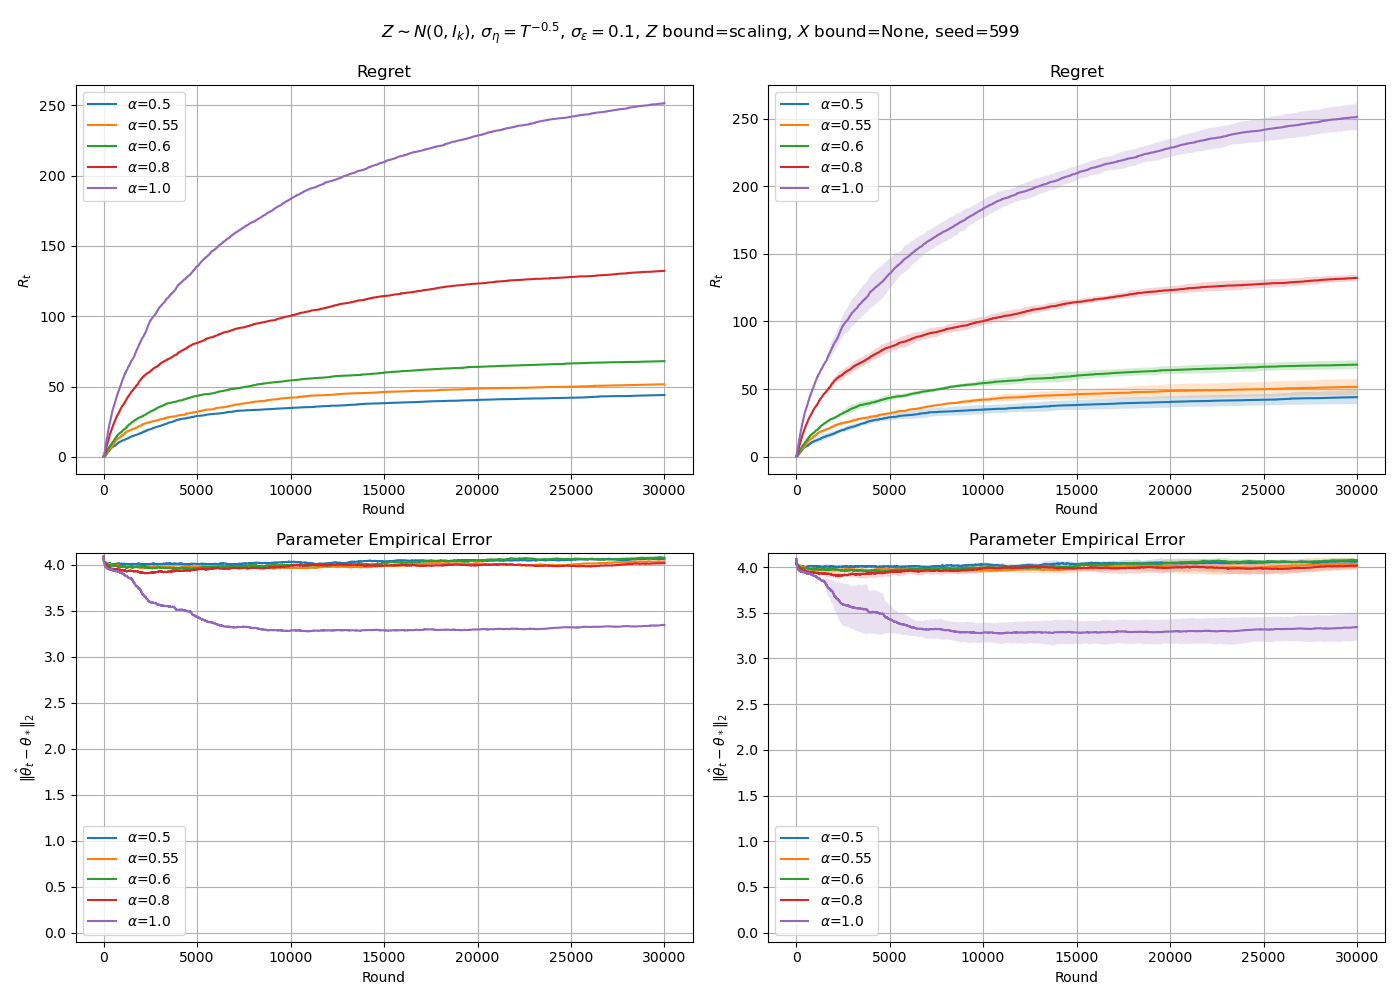 Z ∼ N(0, I_k), σ_η = T^{−0.5}, σ_ε = 0.1, Z bound=scaling, X bound=None, seed=599
Regret
R_t
250
200
150
100
50
0
α=0.5
α=0.55
α=0.6
α=0.8
α=1.0
0 5000 10000 15000 20000 25000 30000
Round
Regret
R_t
250
200
150
100
50
0
α=0.5
α=0.55
α=0.6
α=0.8
α=1.0
0 5000 10000 15000 20000 25000 30000
Round
Parameter Empirical Error
‖θ̂_t − θ_*‖_2
4.0
3.5
3.0
2.5
2.0
1.5
1.0
0.5
0.0
α=0.5
α=0.55
α=0.6
α=0.8
α=1.0
0 5000 10000 15000 20000 25000 30000
Round
Parameter Empirical Error
‖θ̂_t − θ_*‖_2
4.0
3.5
3.0
2.5
2.0
1.5
1.0
0.5
0.0
α=0.5
α=0.55
α=0.6
α=0.8
α=1.0
0 5000 10000 15000 20000 25000 30000
Round